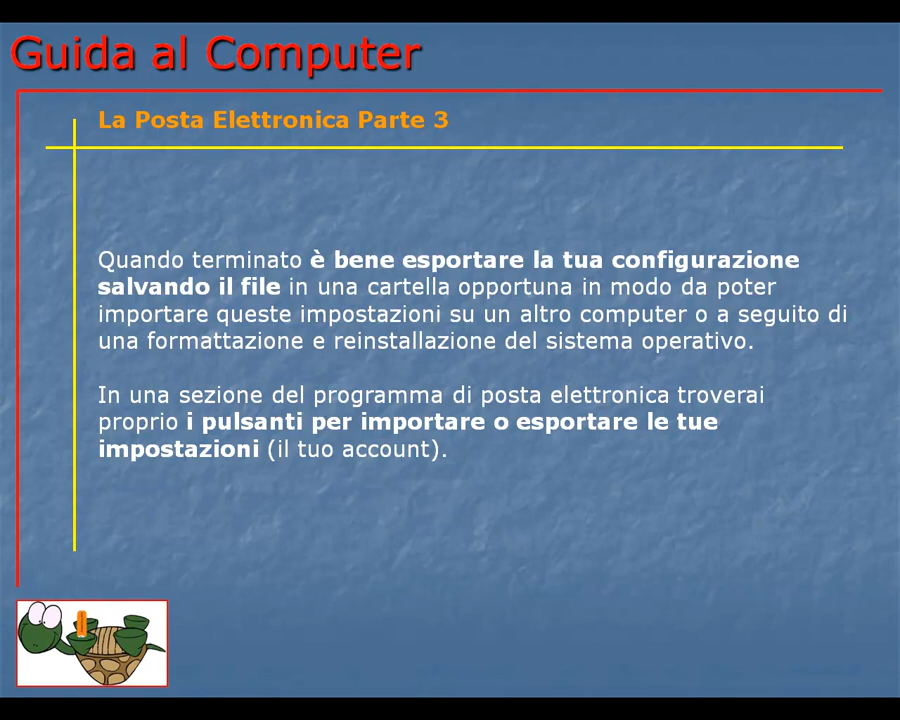 Guida al Computer
La Posta Elettronica Parte 3
Quando terminato è bene esportare la tua configurazione
salvando il file in una cartella opportuna in modo da poter
importare queste impostazioni su un altro computer o a seguito di
una formattazione e reinstallazione del sistema operativo.
In una sezione del programma di posta elettronica troverai
proprio i pulsanti per importare o esportare le tue
impostazioni (il tuo account).